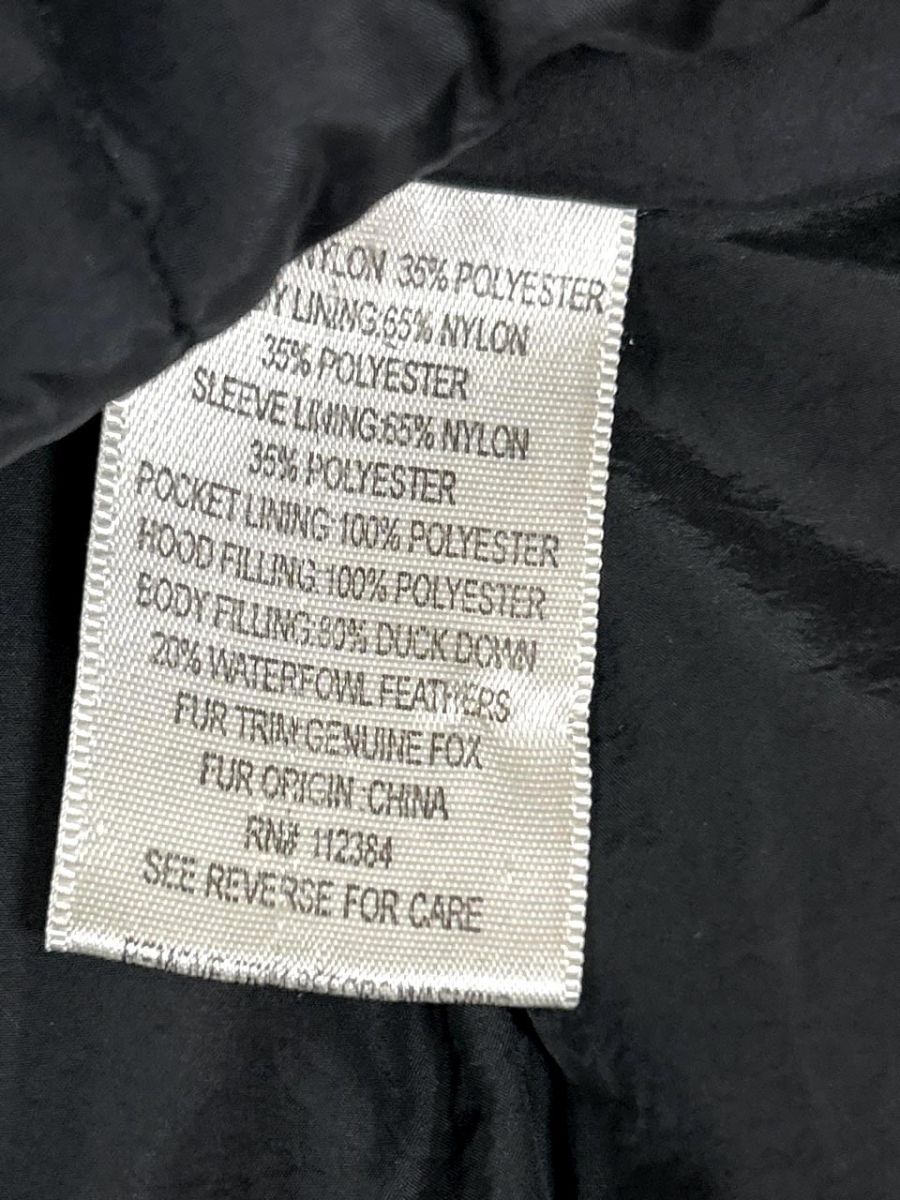 NYLON 35% POLYESTER
Y LINING:65% NYLON
35% POLYESTER
SLEEVE LINING:65% NYLON
35% POLYESTER
POCKET LINING:100% POLYESTER
HOOD FILLING:100% POLYESTER
BODY FILLING:80% DUCK DOWN
20% WATERFOWL FEATHERS
FUR TRIM:GENUINE FOX
FUR ORIGIN :CHINA
RN# 112384
SEE REVERSE FOR CARE